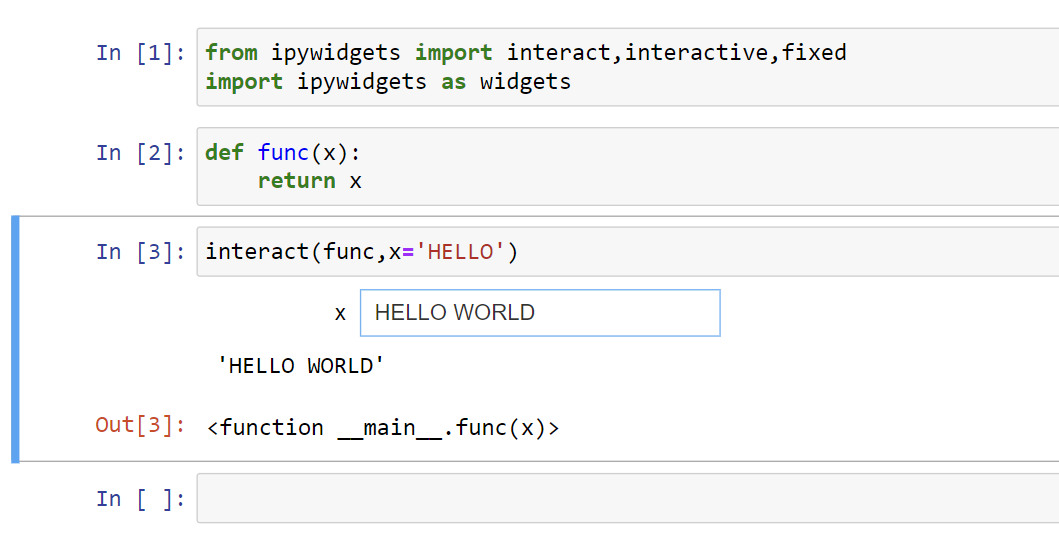 In [1]: from ipywidgets import interact,interactive,fixed
import ipywidgets as widgets
In [2]: def func(x):
    return x
In [3]: interact(func,x='HELLO')
x HELLO WORLD
'HELLO WORLD'
Out[3]: <function __main__.func(x)>
In [ ]: